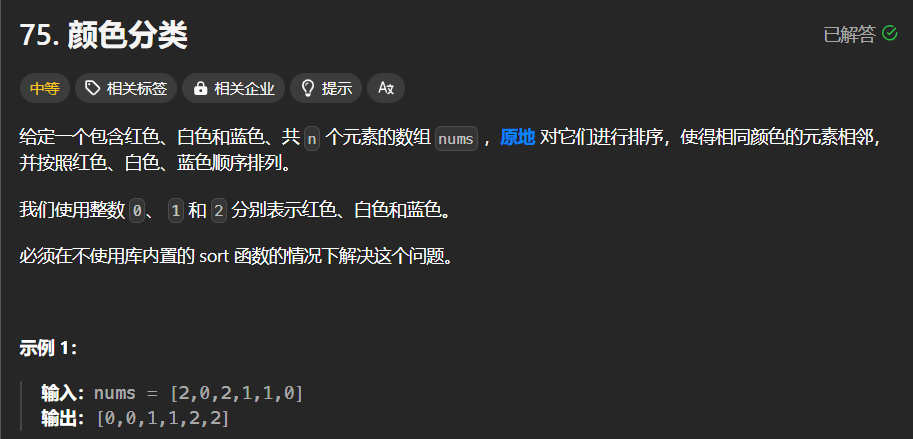 75. 颜色分类
已解答
中等 相关标签 相关企业 提示
给定一个包含红色、白色和蓝色、共 n 个元素的数组 nums ，原地 对它们进行排序，使得相同颜色的元素相邻，
并按照红色、白色、蓝色顺序排列。
我们使用整数 0、 1 和 2 分别表示红色、白色和蓝色。
必须在不使用库内置的 sort 函数的情况下解决这个问题。
示例 1：
输入：nums = [2,0,2,1,1,0]
输出：[0,0,1,1,2,2]